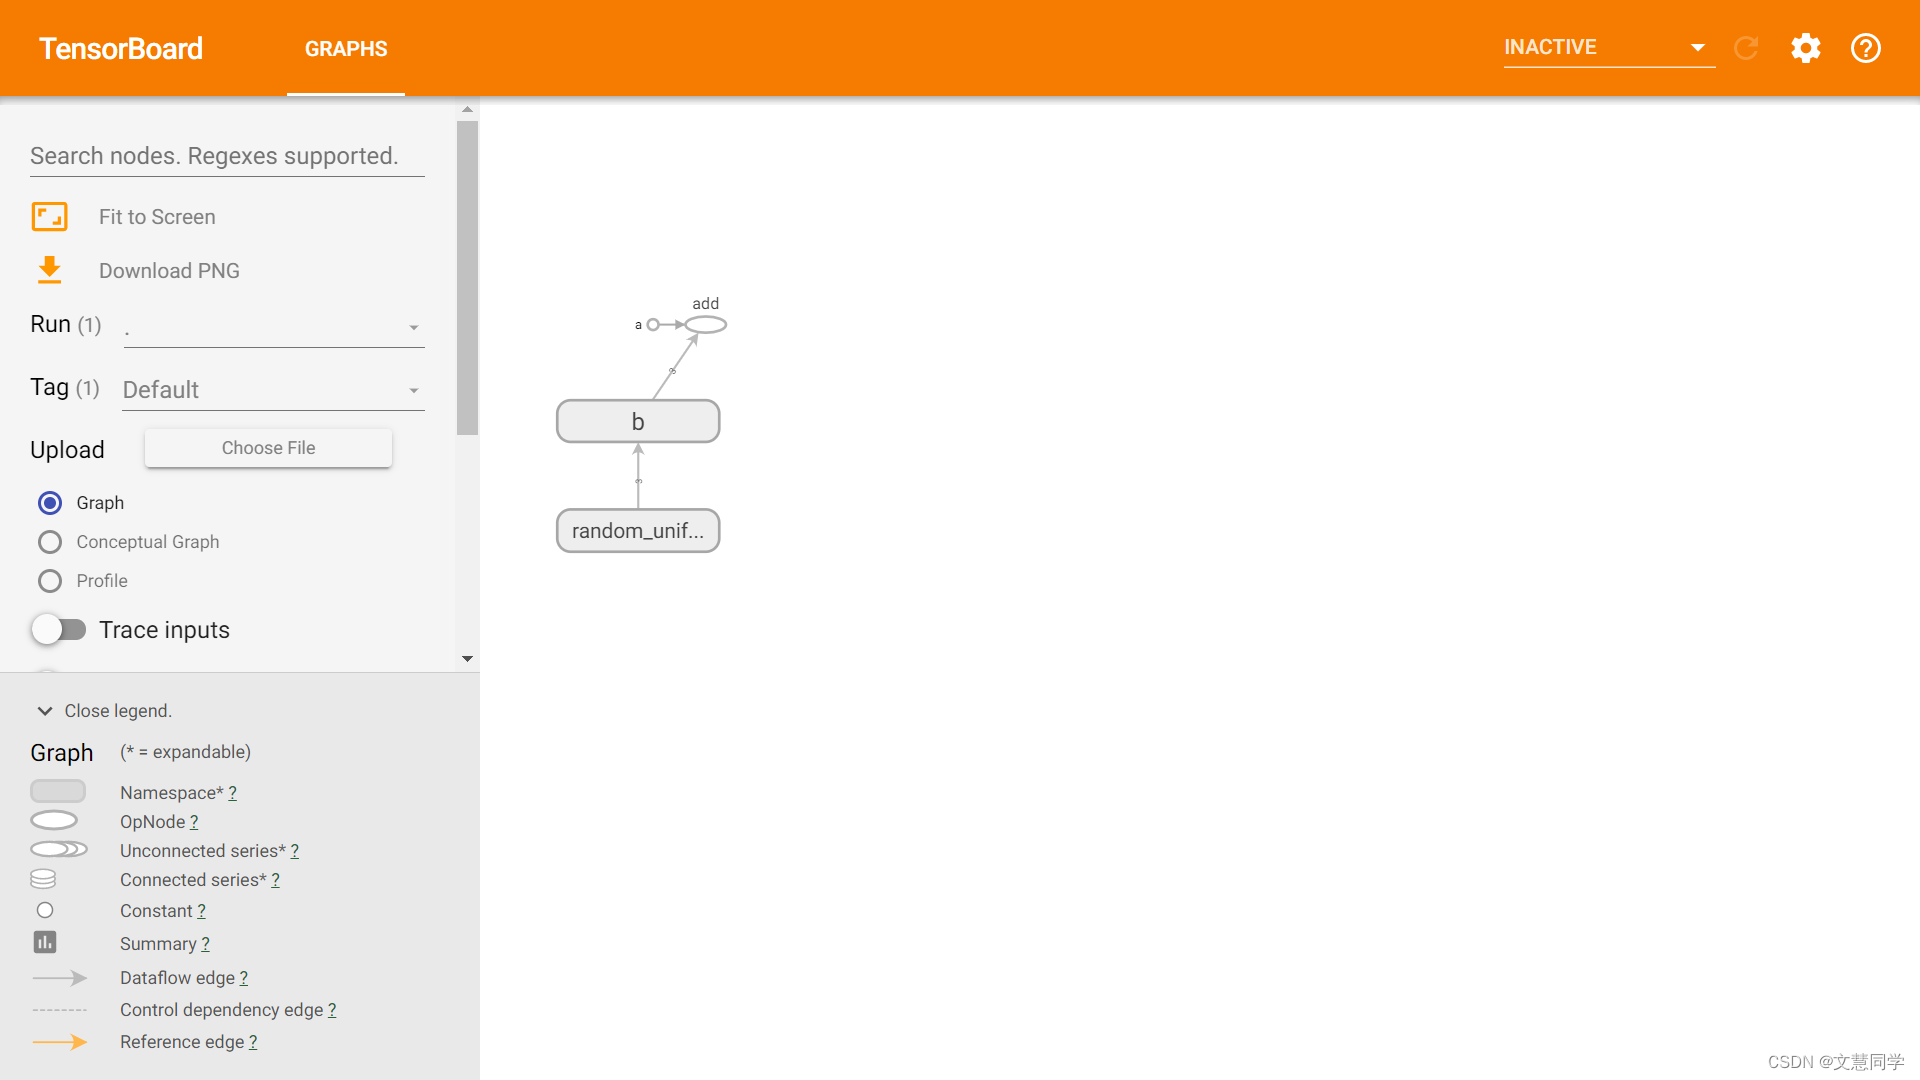 TensorBoard
GRAPHS
INACTIVE
Search nodes. Regexes supported.
Fit to Screen
Download PNG
Run (1)
.
Tag (1)
Default
Upload
Choose File
Graph
Conceptual Graph
Profile
Trace inputs
Close legend.
Graph
(* = expandable)
Namespace* ?
OpNode ?
Unconnected series* ?
Connected series* ?
Constant ?
Summary ?
Dataflow edge ?
Control dependency edge ?
Reference edge ?
add
a
3
b
3
random_unif...
CSDN @文慧同学